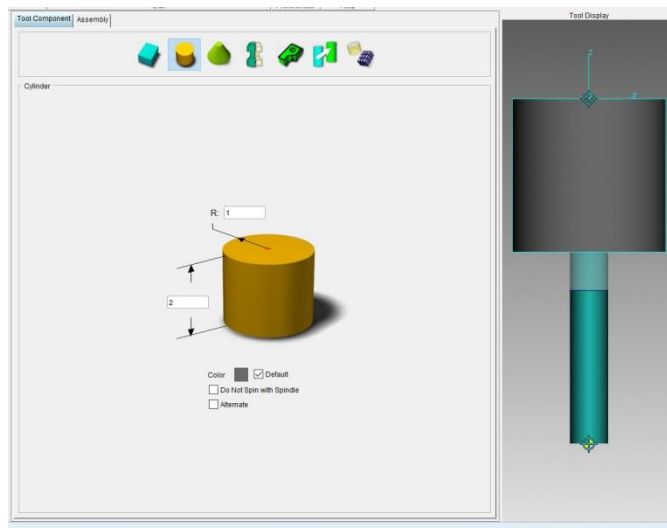 Tool Component Assembly
Tool Display
Cylinder
R: 1
2
Color Default
Do Not Spin with Spindle
Alternate
Z